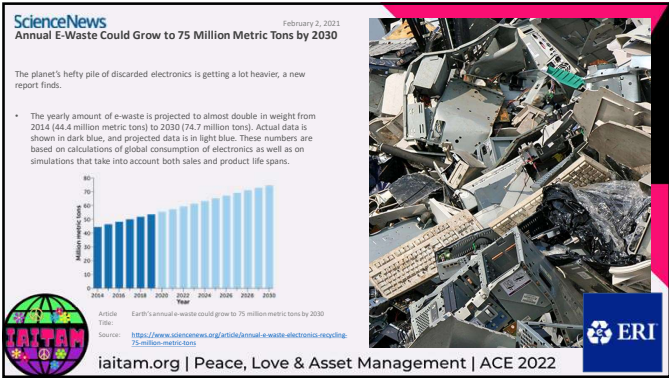 ScienceNews
February 2, 2021
Annual E-Waste Could Grow to 75 Million Metric Tons by 2030
The planet's hefty pile of discarded electronics is getting a lot heavier, a new
report finds.
• The yearly amount of e-waste is projected to almost double in weight from
2014 (44.4 million metric tons) to 2030 (74.7 million tons). Actual data is
shown in dark blue, and projected data is in light blue. These numbers are
based on calculations of global consumption of electronics as well as on
simulations that take into account both sales and product life spans.
80
70
60
50
40
30
20
10
0
Million metric tons
2014 2016 2018 2020 2022 2024 2026 2028 2030
Year
Article Title:
Earth's annual e-waste could grow to 75 million metric tons by 2030
Source:
https://www.sciencenews.org/article/annual-e-waste-electronics-recycling-
75-million-metric-tons
IAITAM
ERI
iaitam.org | Peace, Love & Asset Management | ACE 2022